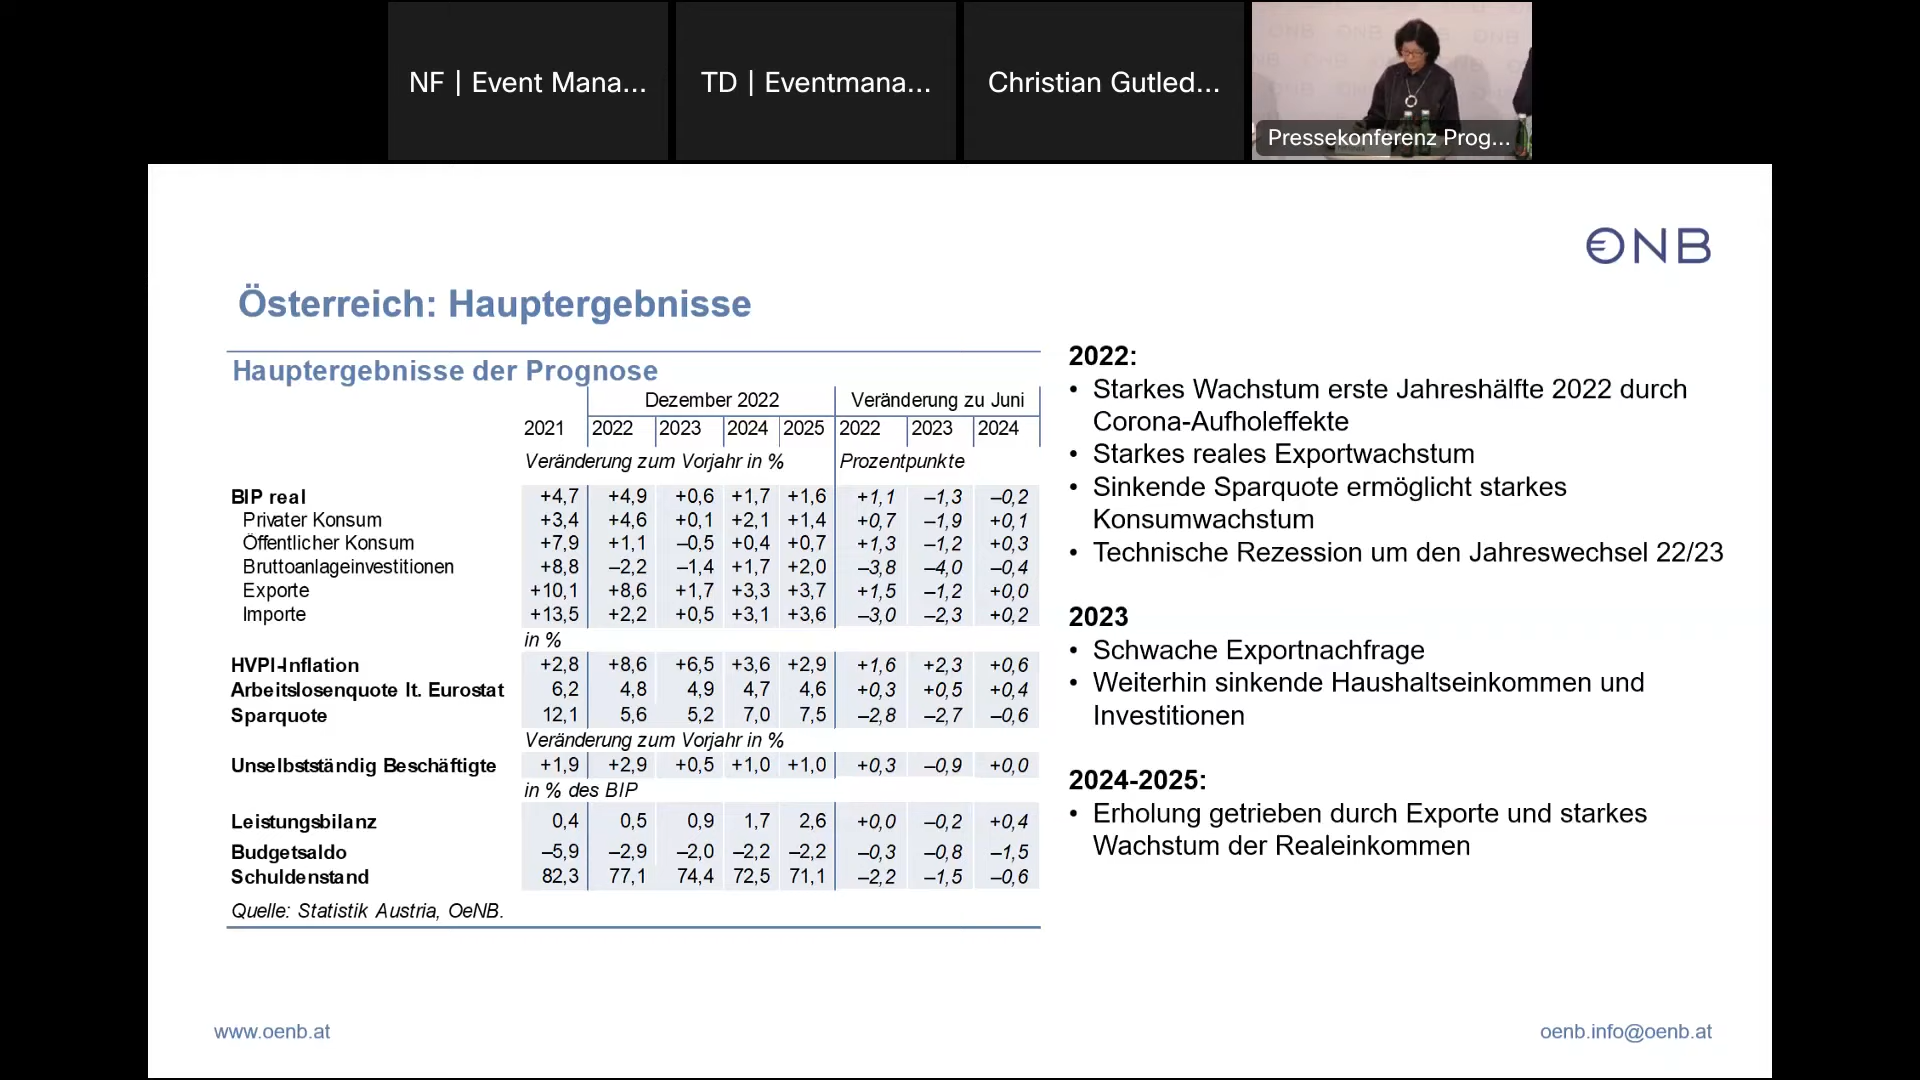 NF | Event Mana...
TD | Eventmana...
Christian Gutled...
Pressekonferenz Prog...
ONB
Österreich: Hauptergebnisse
Hauptergebnisse der Prognose
Dezember 2022 Veränderung zu Juni
2021 2022 2023 2024 2025 2022 2023 2024
Veränderung zum Vorjahr in % Prozentpunkte
BIP real +4,7 +4,9 +0,6 +1,7 +1,6 +1,1 –1,3 –0,2
Privater Konsum +3,4 +4,6 +0,1 +2,1 +1,4 +0,7 –1,9 +0,1
Öffentlicher Konsum +7,9 +1,1 –0,5 +0,4 +0,7 +1,3 –1,2 +0,3
Bruttoanlageinvestitionen +8,8 –2,2 –1,4 +1,7 +2,0 –3,8 –4,0 –0,4
Exporte +10,1 +8,6 +1,7 +3,3 +3,7 +1,5 –1,2 +0,0
Importe +13,5 +2,2 +0,5 +3,1 +3,6 –3,0 –2,3 +0,2
in %
HVPI-Inflation +2,8 +8,6 +6,5 +3,6 +2,9 +1,6 +2,3 +0,6
Arbeitslosenquote lt. Eurostat 6,2 4,8 4,9 4,7 4,6 +0,3 +0,5 +0,4
Sparquote 12,1 5,6 5,2 7,0 7,5 –2,8 –2,7 –0,6
Veränderung zum Vorjahr in %
Unselbstständig Beschäftigte +1,9 +2,9 +0,5 +1,0 +1,0 +0,3 –0,9 +0,0
in % des BIP
Leistungsbilanz 0,4 0,5 0,9 1,7 2,6 +0,0 –0,2 +0,4
Budgetsaldo –5,9 –2,9 –2,0 –2,2 –2,2 –0,3 –0,8 –1,5
Schuldenstand 82,3 77,1 74,4 72,5 71,1 –2,2 –1,5 –0,6
Quelle: Statistik Austria, OeNB.
2022:
• Starkes Wachstum erste Jahreshälfte 2022 durch
Corona-Aufholeffekte
• Starkes reales Exportwachstum
• Sinkende Sparquote ermöglicht starkes
Konsumwachstum
• Technische Rezession um den Jahreswechsel 22/23
2023
• Schwache Exportnachfrage
• Weiterhin sinkende Haushaltseinkommen und
Investitionen
2024-2025:
• Erholung getrieben durch Exporte und starkes
Wachstum der Realeinkommen
www.oenb.at
oenb.info@oenb.at